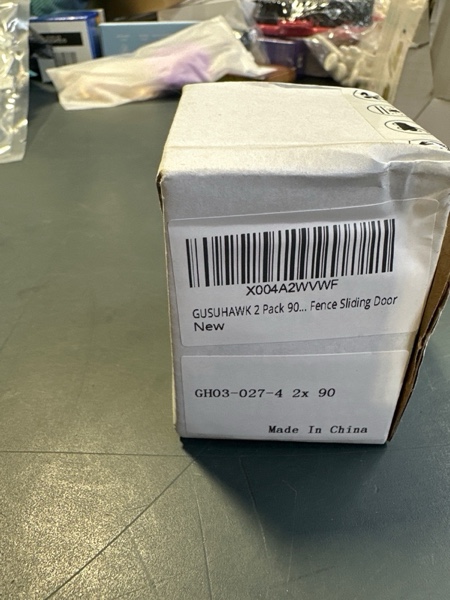 X004A2WVWF
GUSUHAWK 2 Pack 90... Fence Sliding Door
New
GH03-027-4 2x 90
Made In China